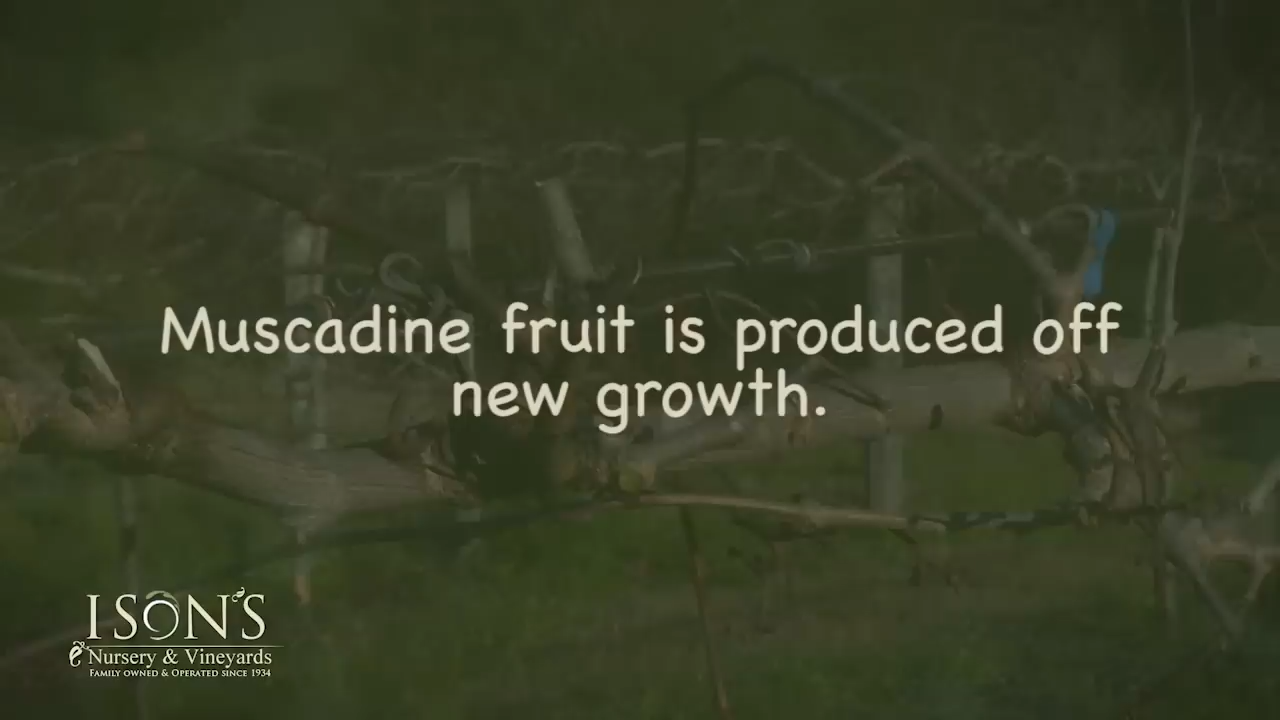 Muscadine fruit is produced off
new growth.
ISON'S
Nursery & Vineyards
FAMILY OWNED & OPERATED SINCE 1934